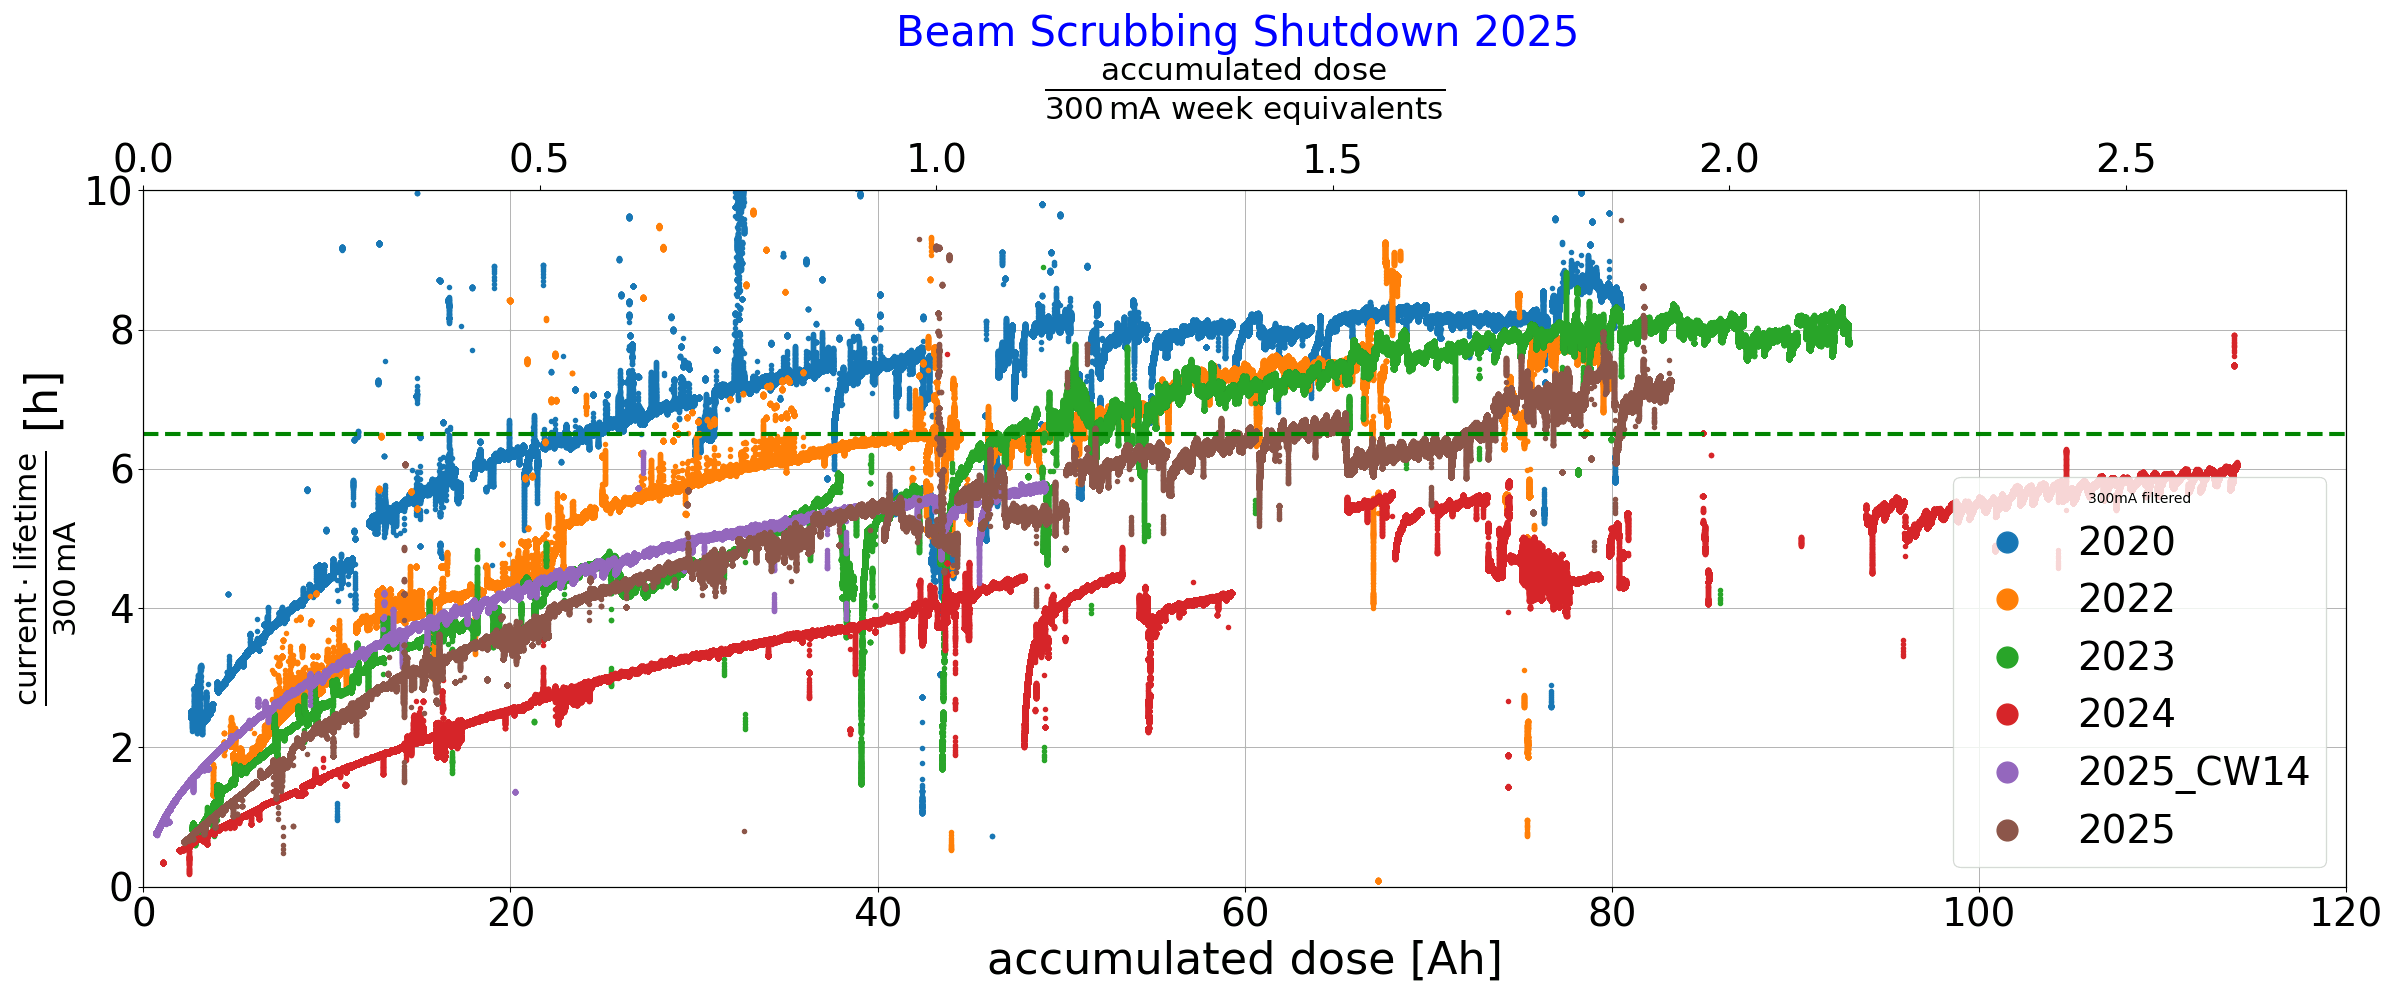 Beam Scrubbing Shutdown 2025
accumulated dose
300 mA week equivalents
0.0 0.5 1.0 1.5 2.0 2.5
10
8
6
4
2
0
current · lifetime [h]
300 mA
0 20 40 60 80 100 120
accumulated dose [Ah]
300mA filtered
2020
2022
2023
2024
2025_CW14
2025